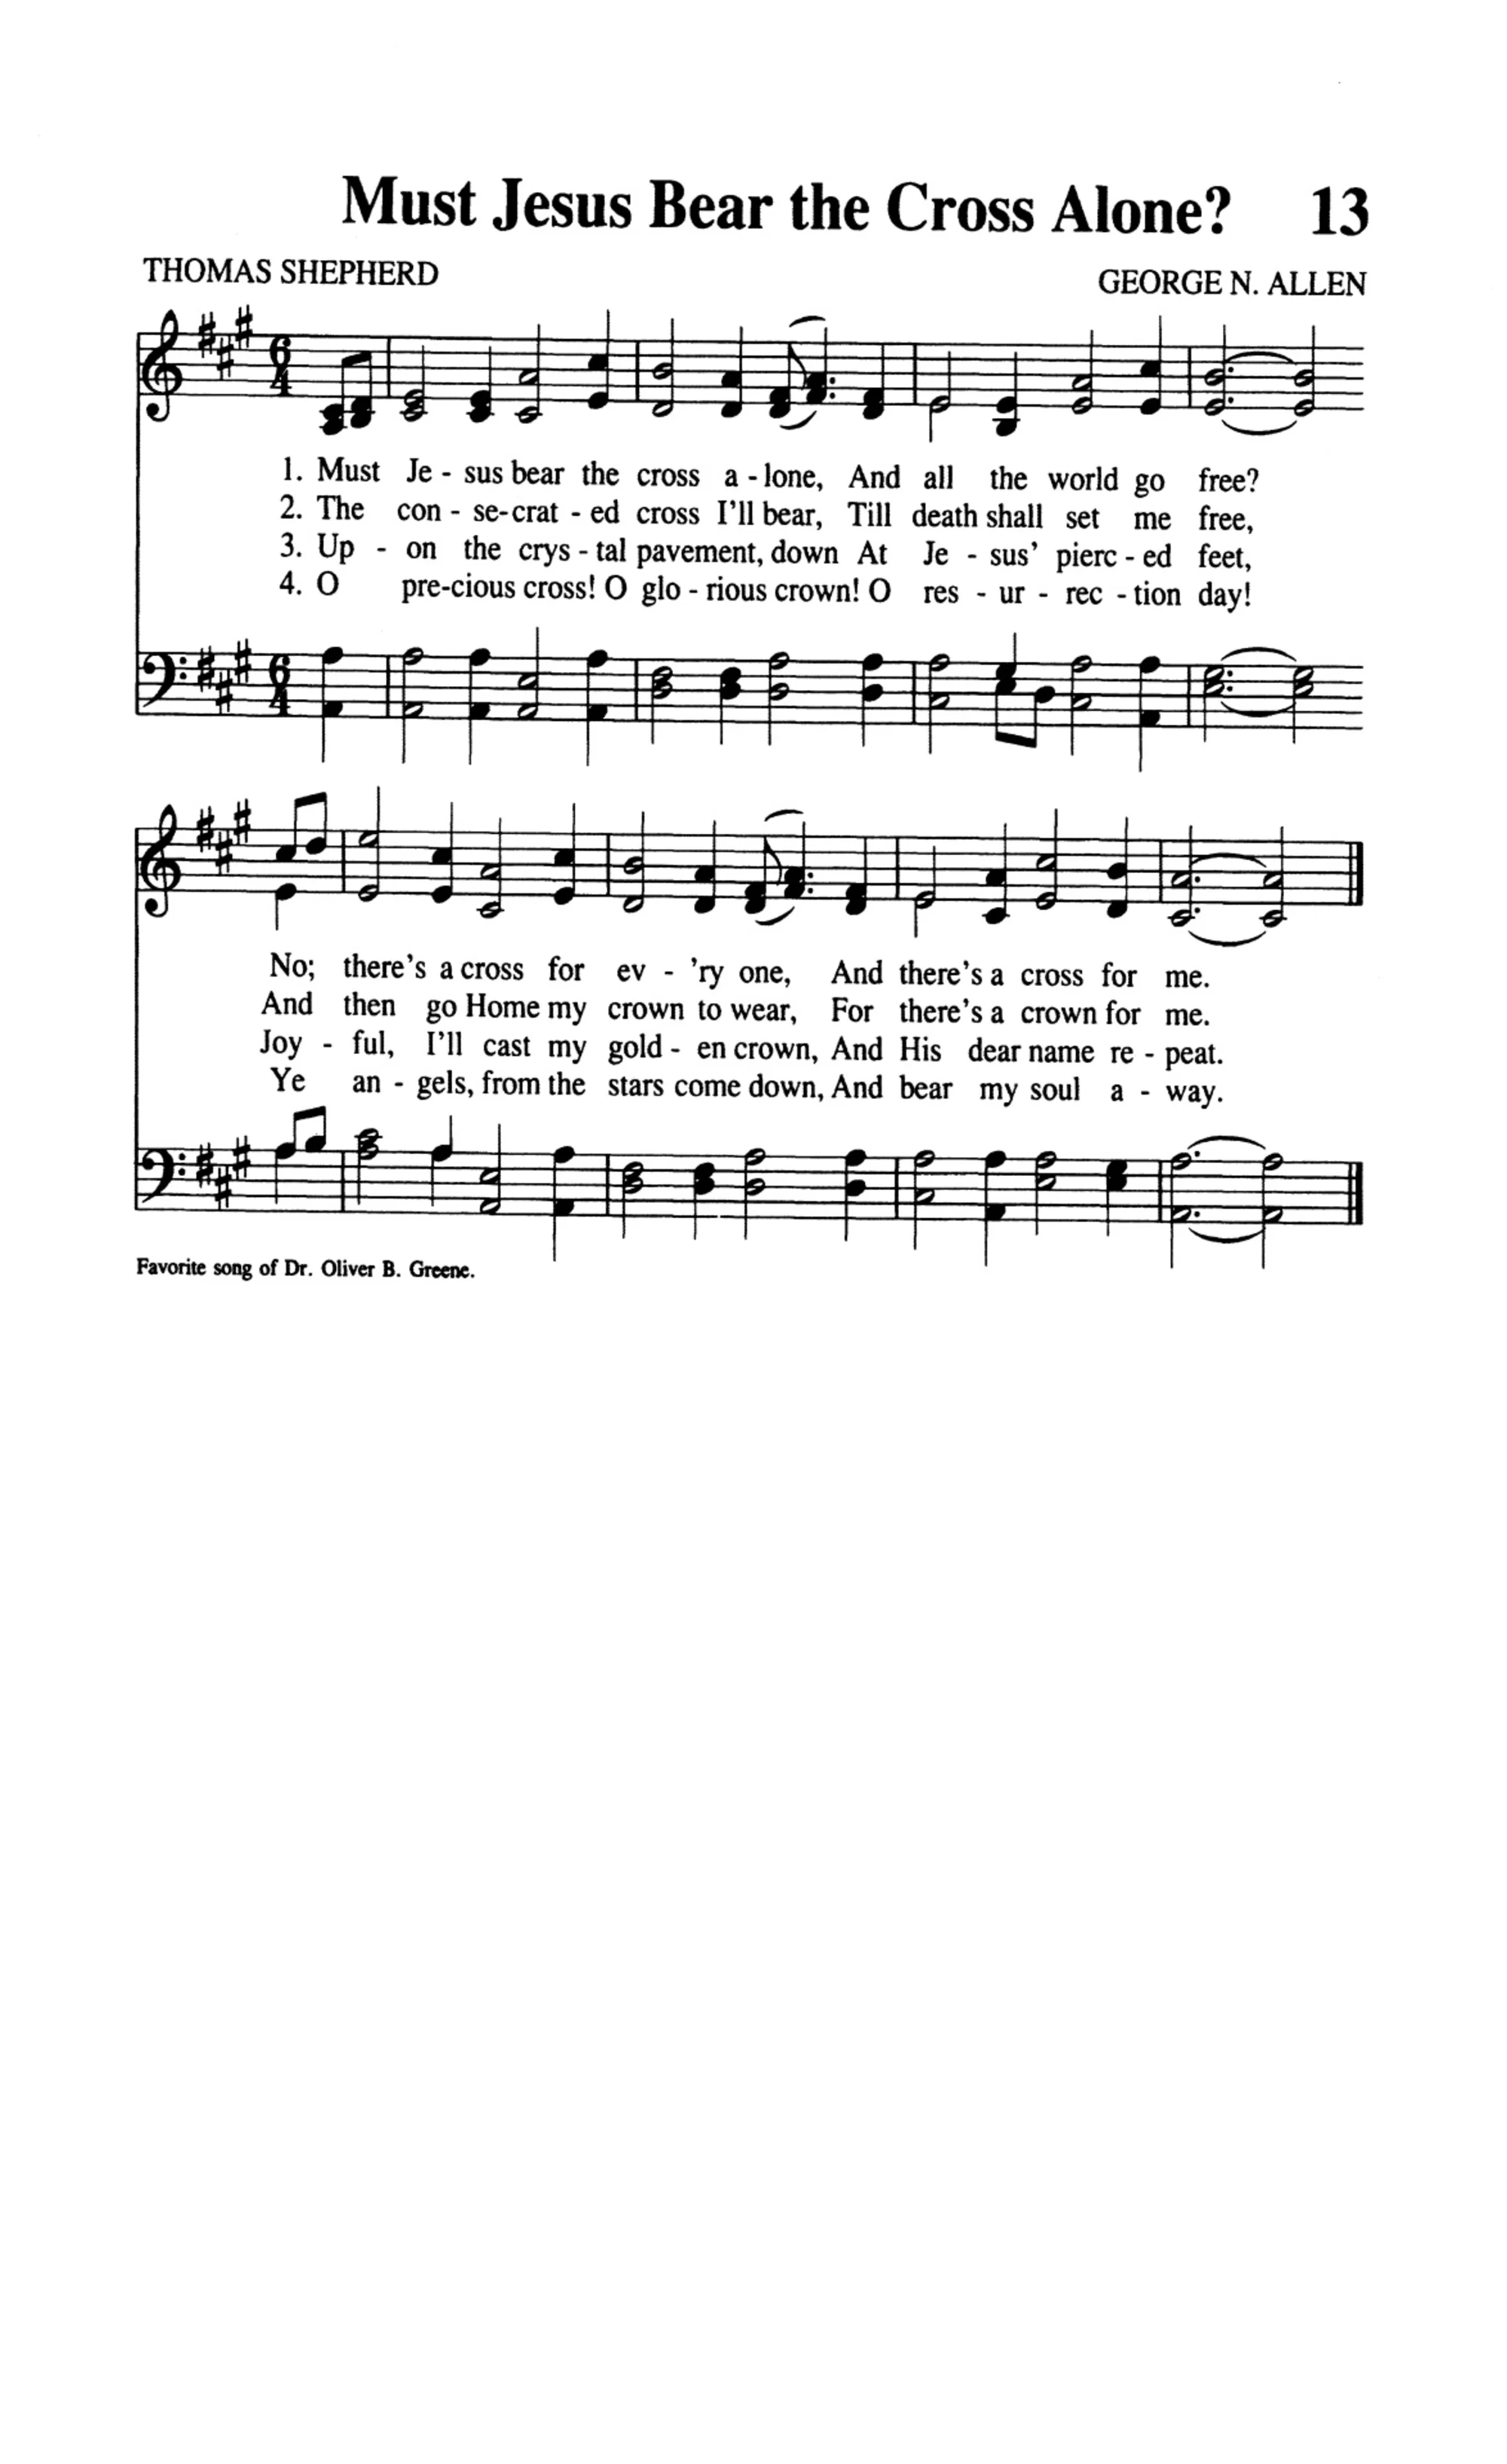 Must Jesus Bear the Cross Alone? 13
THOMAS SHEPHERD
GEORGE N. ALLEN
6
4
1. Must Je - sus bear the cross a - lone, And all the world go free?
2. The con - se-crat - ed cross I'll bear, Till death shall set me free,
3. Up - on the crys - tal pavement, down At Je - sus' pierc - ed feet,
4. O pre-cious cross! O glo - rious crown! O res - ur - rec - tion day!
6
4
No; there's a cross for ev - 'ry one, And there's a cross for me.
And then go Home my crown to wear, For there's a crown for me.
Joy - ful, I'll cast my gold - en crown, And His dear name re - peat.
Ye an - gels, from the stars come down, And bear my soul a - way.
Favorite song of Dr. Oliver B. Greene.